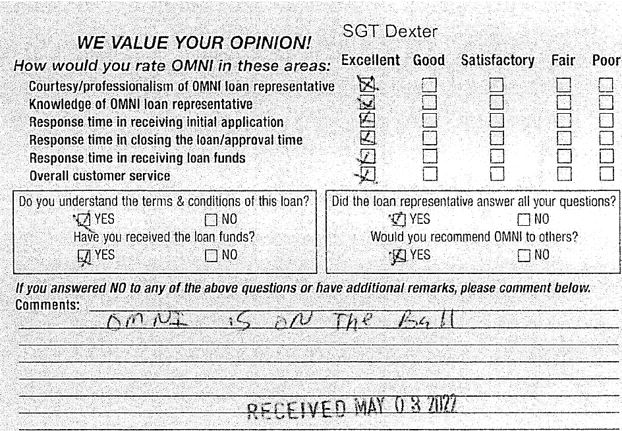 SGT Dexter
WE VALUE YOUR OPINION!
How would you rate OMNI in these areas: Excellent Good Satisfactory Fair Poor
Courtesy/professionalism of OMNI loan representative
Knowledge of OMNI loan representative
Response time in receiving initial application
Response time in closing the loan/approval time
Response time in receiving loan funds
Overall customer service
Do you understand the terms & conditions of this loan?
YES NO
Have you received the loan funds?
YES NO
Did the loan representative answer all your questions?
YES NO
Would you recommend OMNI to others?
YES NO
If you answered NO to any of the above questions or have additional remarks, please comment below.
Comments:
OMNI is ON The Ball
RECEIVED MAY 03 2022